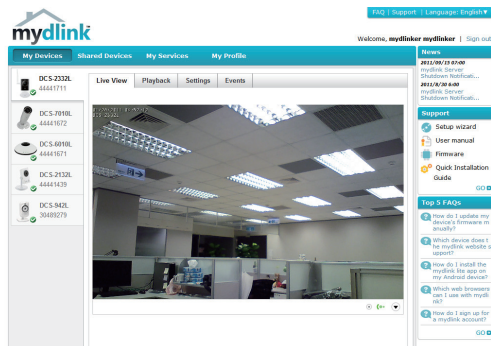 FAQ | Support | Language: English▼
mydlink
Welcome, mydlinker mydlinker | Sign out
My Devices Shared Devices My Services My Profile
DCS-2332L
44441711
DCS-7010L
44441672
DCS-6010L
44441671
DCS-2132L
44441439
DCS-942L
30489279
Live View Playback Settings Events
News
2011/09/15 07:00
mydlink Server
Shutdown Notificati...
2011/8/30 6:00
mydlink Server
Shutdown Notificati...
Support
Setup wizard
User manual
Firmware
Quick Installation
Guide
GO
Top 5 FAQs
How do I update my
device's firmware m
anually?
Which device does t
he mydlink website s
upport?
How do I install the
mydlink lite app on
my Android device?
Which web browsers
can I use with mydli
nk?
How do I sign up for
a mydlink account?
GO